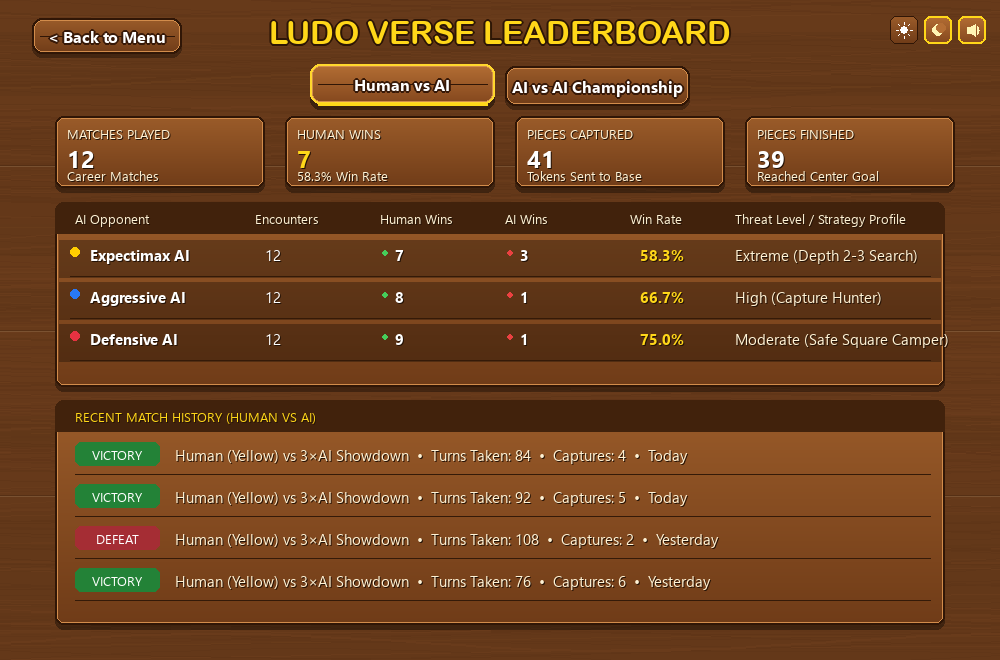 < Back to Menu
LUDO VERSE LEADERBOARD
Human vs AI
AI vs AI Championship
MATCHES PLAYED
12
Career Matches
HUMAN WINS
7
58.3% Win Rate
PIECES CAPTURED
41
Tokens Sent to Base
PIECES FINISHED
39
Reached Center Goal
AI Opponent Encounters Human Wins AI Wins Win Rate Threat Level / Strategy Profile
Expectimax AI 12 7 3 58.3% Extreme (Depth 2-3 Search)
Aggressive AI 12 8 1 66.7% High (Capture Hunter)
Defensive AI 12 9 1 75.0% Moderate (Safe Square Camper)
RECENT MATCH HISTORY (HUMAN VS AI)
VICTORY Human (Yellow) vs 3×AI Showdown • Turns Taken: 84 • Captures: 4 • Today
VICTORY Human (Yellow) vs 3×AI Showdown • Turns Taken: 92 • Captures: 5 • Today
DEFEAT Human (Yellow) vs 3×AI Showdown • Turns Taken: 108 • Captures: 2 • Yesterday
VICTORY Human (Yellow) vs 3×AI Showdown • Turns Taken: 76 • Captures: 6 • Yesterday